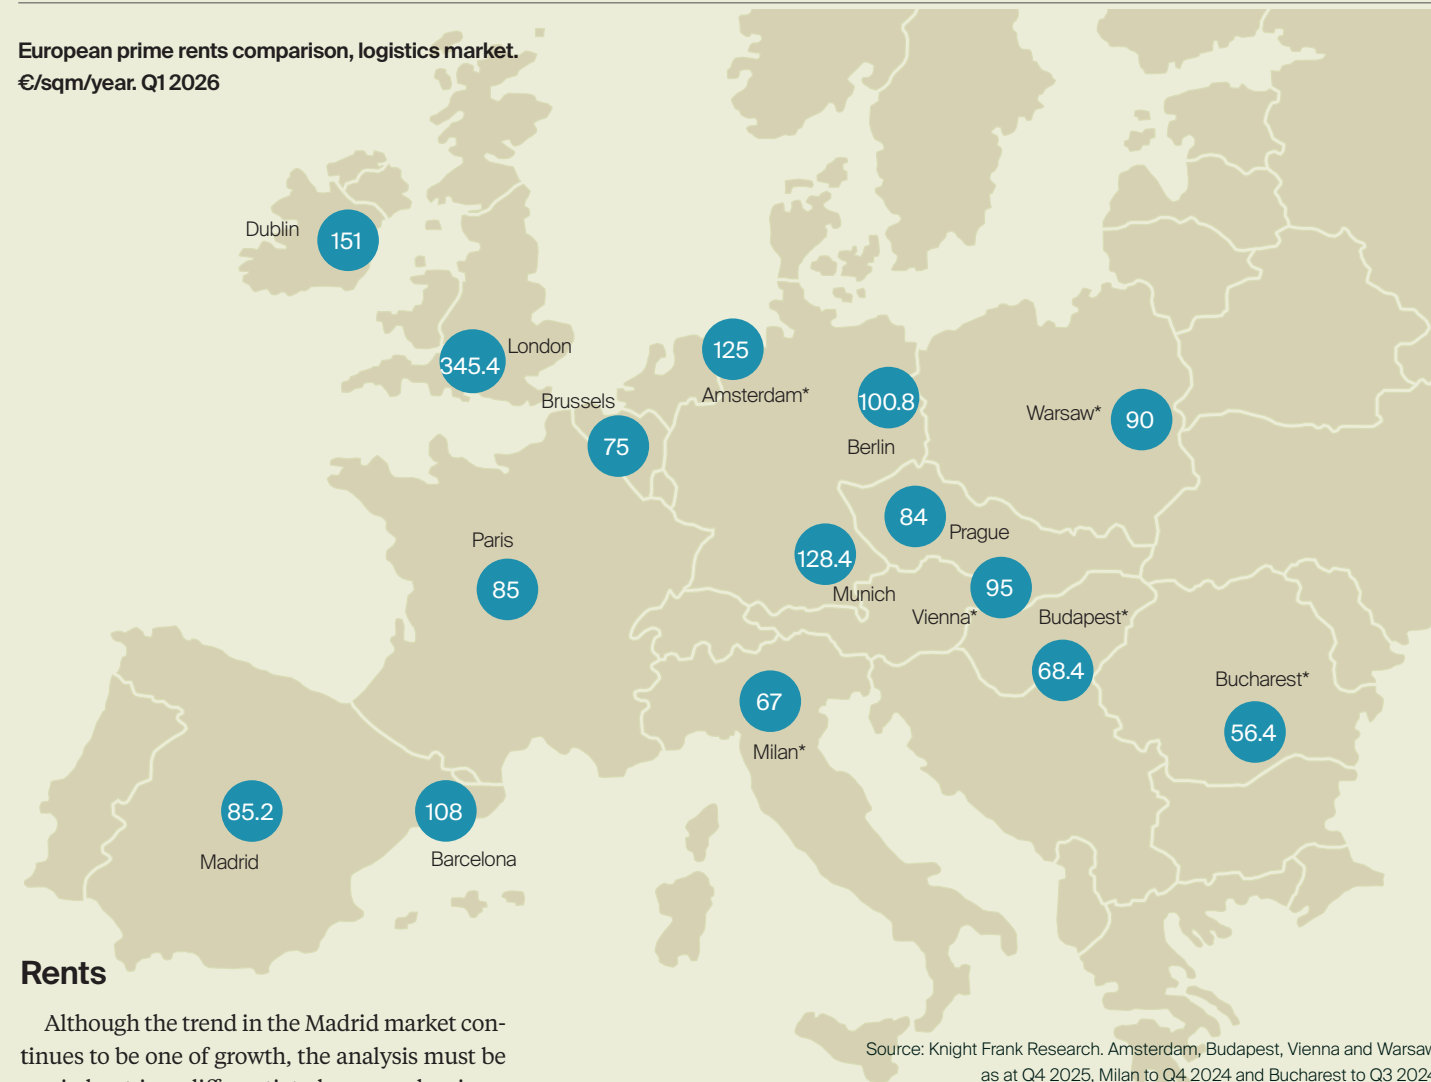 European prime rents comparison, logistics market.
€/sqm/year. Q1 2026
Dublin
151
London
345.4
Brussels
75
125
Amsterdam*
100.8
Berlin
Warsaw*
90
Paris
85
84
Prague
128.4
Munich
95
Vienna*
Budapest*
68.4
67
Milan*
Bucharest*
56.4
85.2
Madrid
108
Barcelona
Rents
Although the trend in the Madrid market con-
tinues to be one of growth, the analysis must be
Source: Knight Frank Research. Amsterdam, Budapest, Vienna and Warsaw
as at Q4 2025, Milan to Q4 2024 and Bucharest to Q3 2024